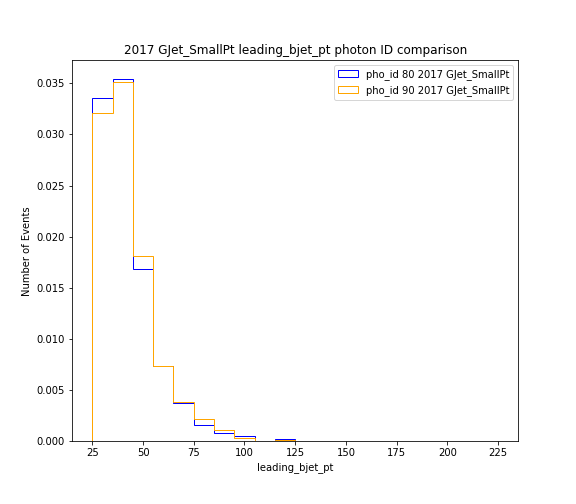 2017 GJet_SmallPt leading_bjet_pt photon ID comparison
pho_id 80 2017 GJet_SmallPt
pho_id 90 2017 GJet_SmallPt
Number of Events
0.035
0.030
0.025
0.020
0.015
0.010
0.005
0.000
25 50 75 100 125 150 175 200 225
leading_bjet_pt